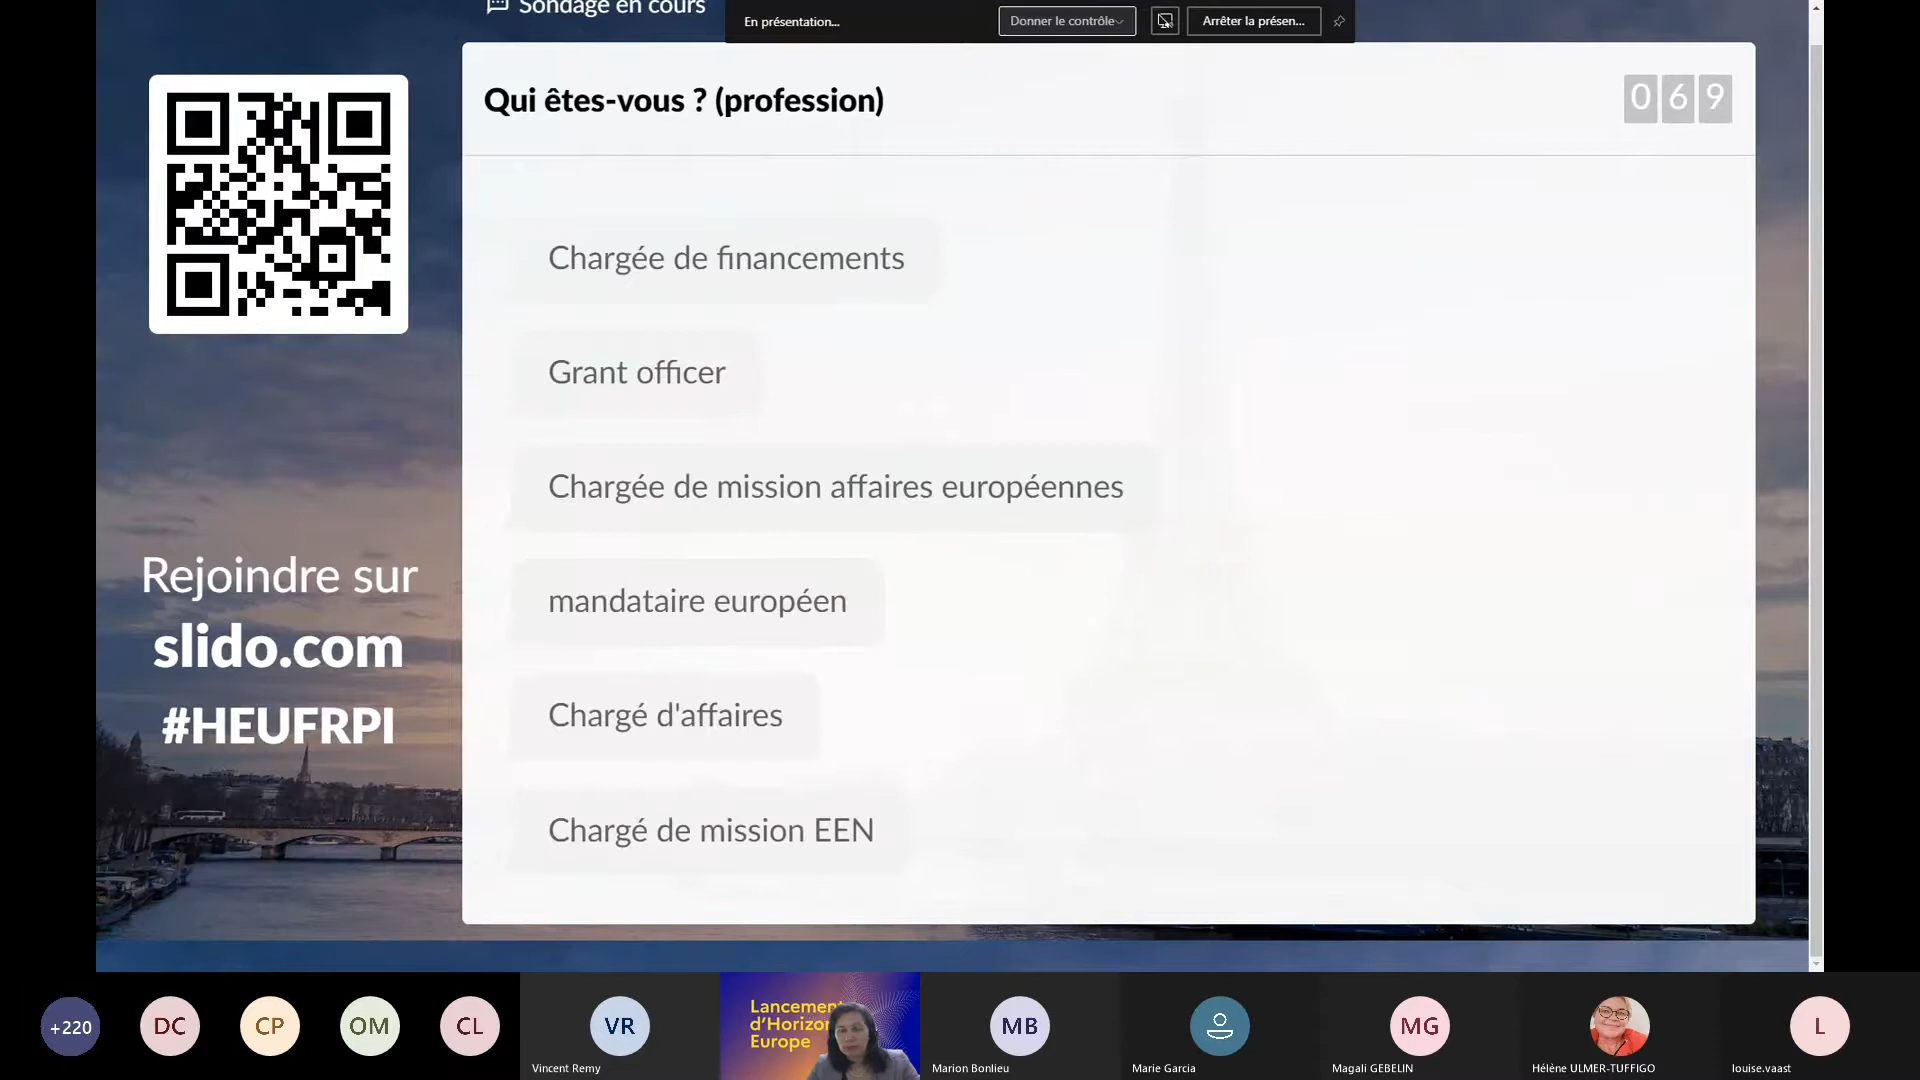 Sondage en cours
En présentation...
Donner le contrôle
Arrêter la présen...
Qui êtes-vous ? (profession)
069
Chargée de financements
Grant officer
Chargée de mission affaires européennes
mandataire européen
Chargé d'affaires
Chargé de mission EEN
Rejoindre sur
slido.com
#HEUFRPI
+220
DC
CP
OM
CL
VR
Vincent Remy
Lancement
d'Horizon
Europe
MB
Marion Bonlieu
Marie Garcia
MG
Magali GEBELIN
Hélène ULMER-TUFFIGO
L
louise.vaast